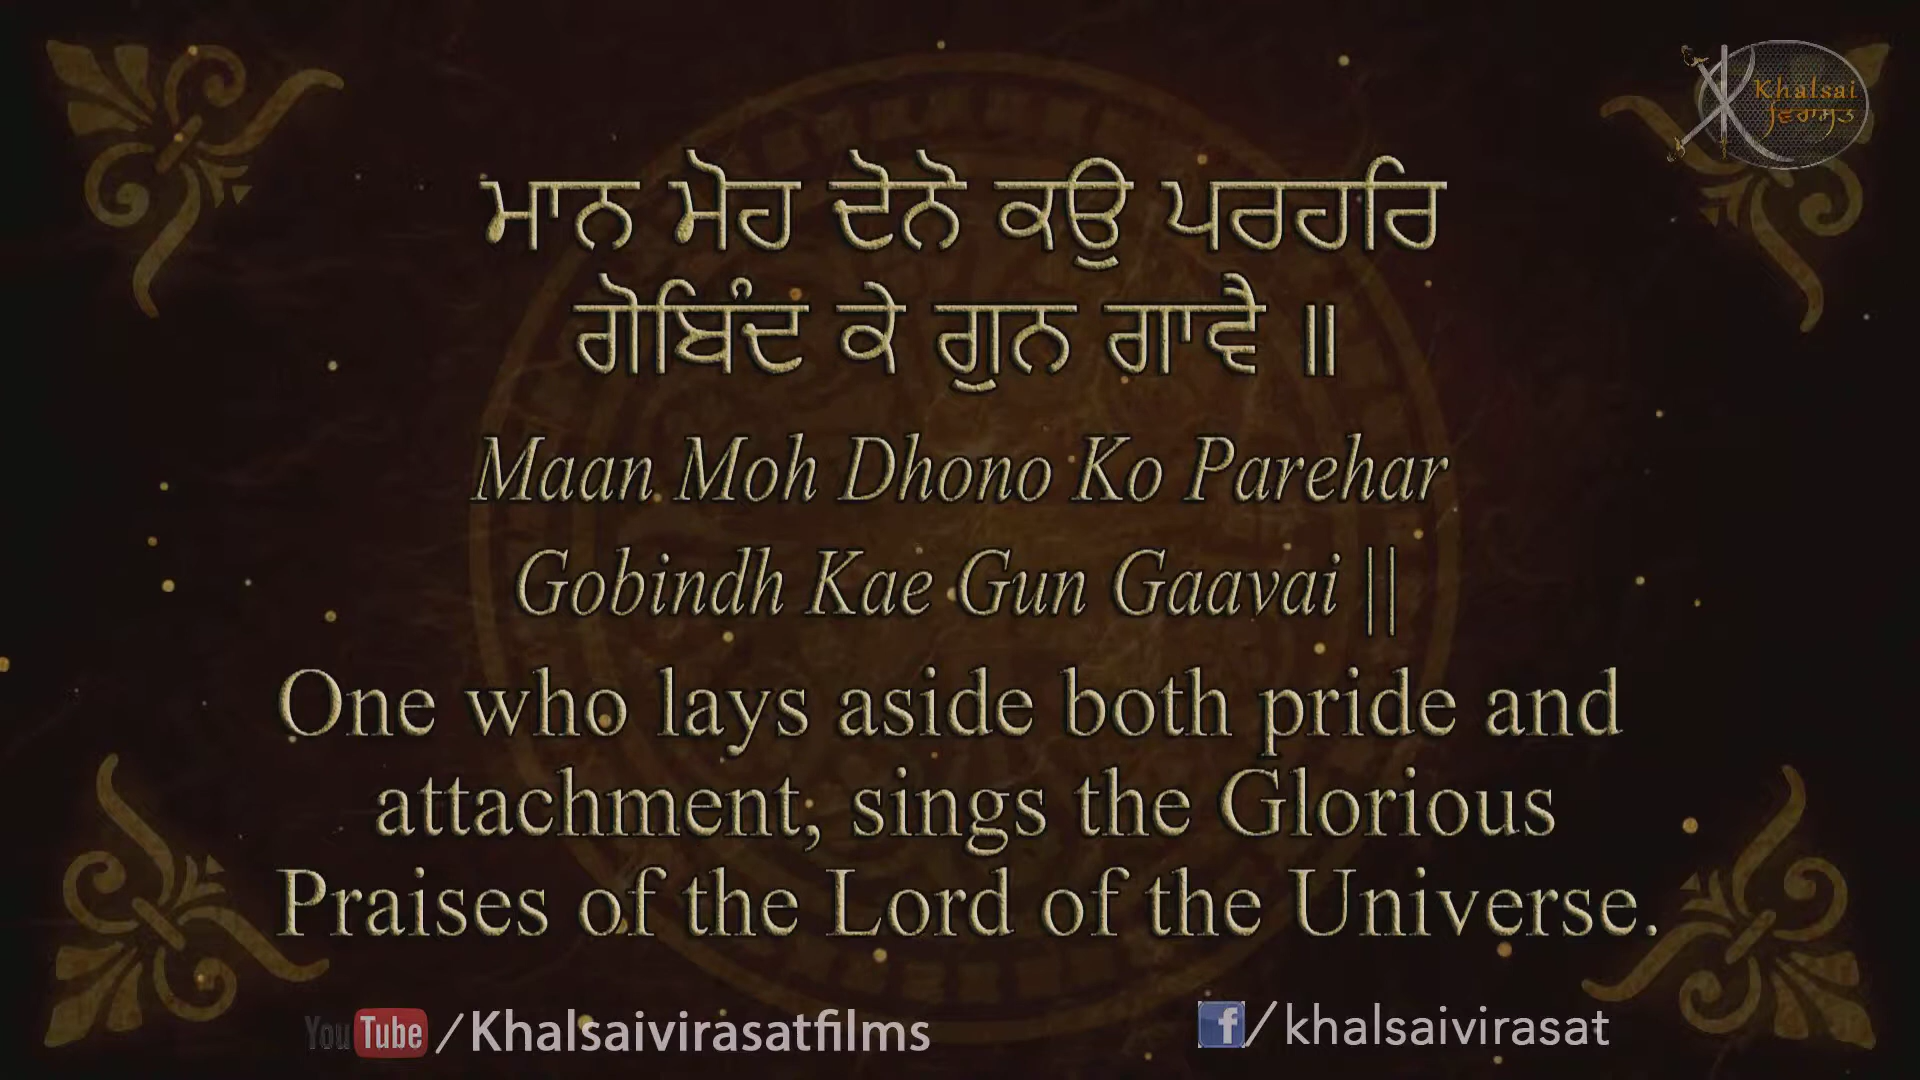 Khalsai
ਵਿਰਾਸਤ
ਮਾਨ ਮੋਹ ਦੋਨੋ ਕਉ ਪਰਹਰਿ
ਗੋਬਿੰਦ ਕੇ ਗੁਨ ਗਾਵੈ ॥
Maan Moh Dhono Ko Parehar
Gobindh Kae Gun Gaavai ||
One who lays aside both pride and
attachment, sings the Glorious
Praises of the Lord of the Universe.
YouTube /Khalsaivirasatfilms
f/ khalsaivirasat